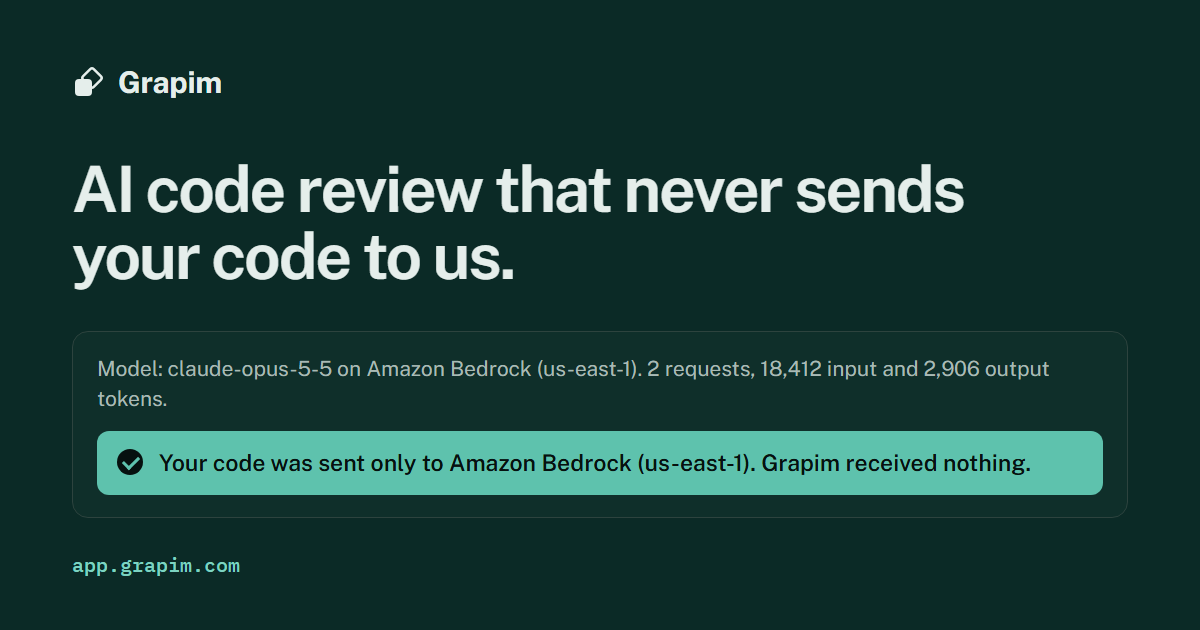 Grapim
AI code review that never sends
your code to us.
Model: claude-opus-5-5 on Amazon Bedrock (us-east-1). 2 requests, 18,412 input and 2,906 output
tokens.
Your code was sent only to Amazon Bedrock (us-east-1). Grapim received nothing.
app.grapim.com